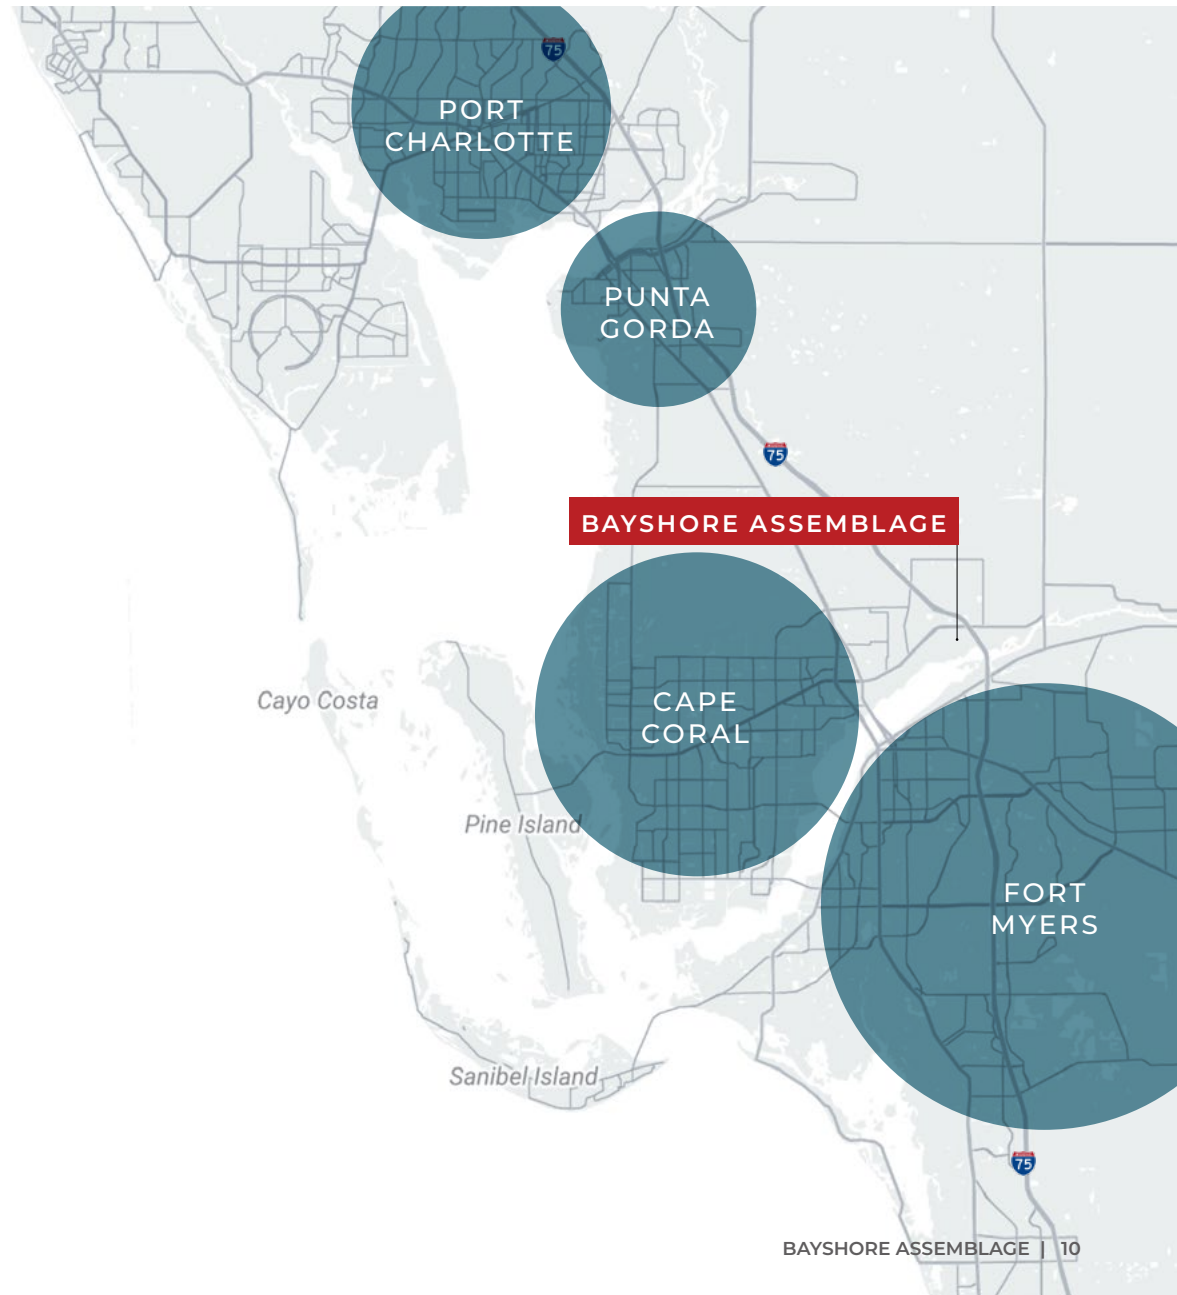 75
PORT
CHARLOTTE
PUNTA
GORDA
75
BAYSHORE ASSEMBLAGE
Cayo Costa
CAPE
CORAL
Pine Island
FORT
MYERS
Sanibel Island
75
BAYSHORE ASSEMBLAGE | 10